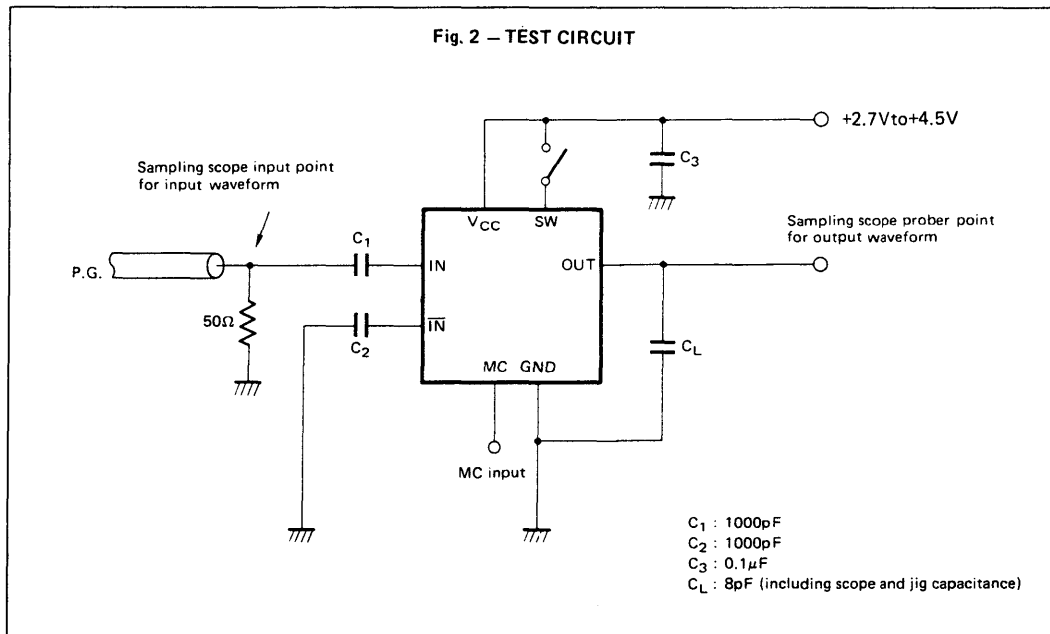 Fig. 2 — TEST CIRCUIT
+2.7Vto+4.5V
C3
Sampling scope input point
for input waveform
VCC
SW
Sampling scope prober point
for output waveform
C1
P.G.
IN
OUT
50Ω
C2
I̅N̅
CL
MC
GND
MC input
C1 : 1000pF
C2 : 1000pF
C3 : 0.1μF
CL : 8pF (including scope and jig capacitance)